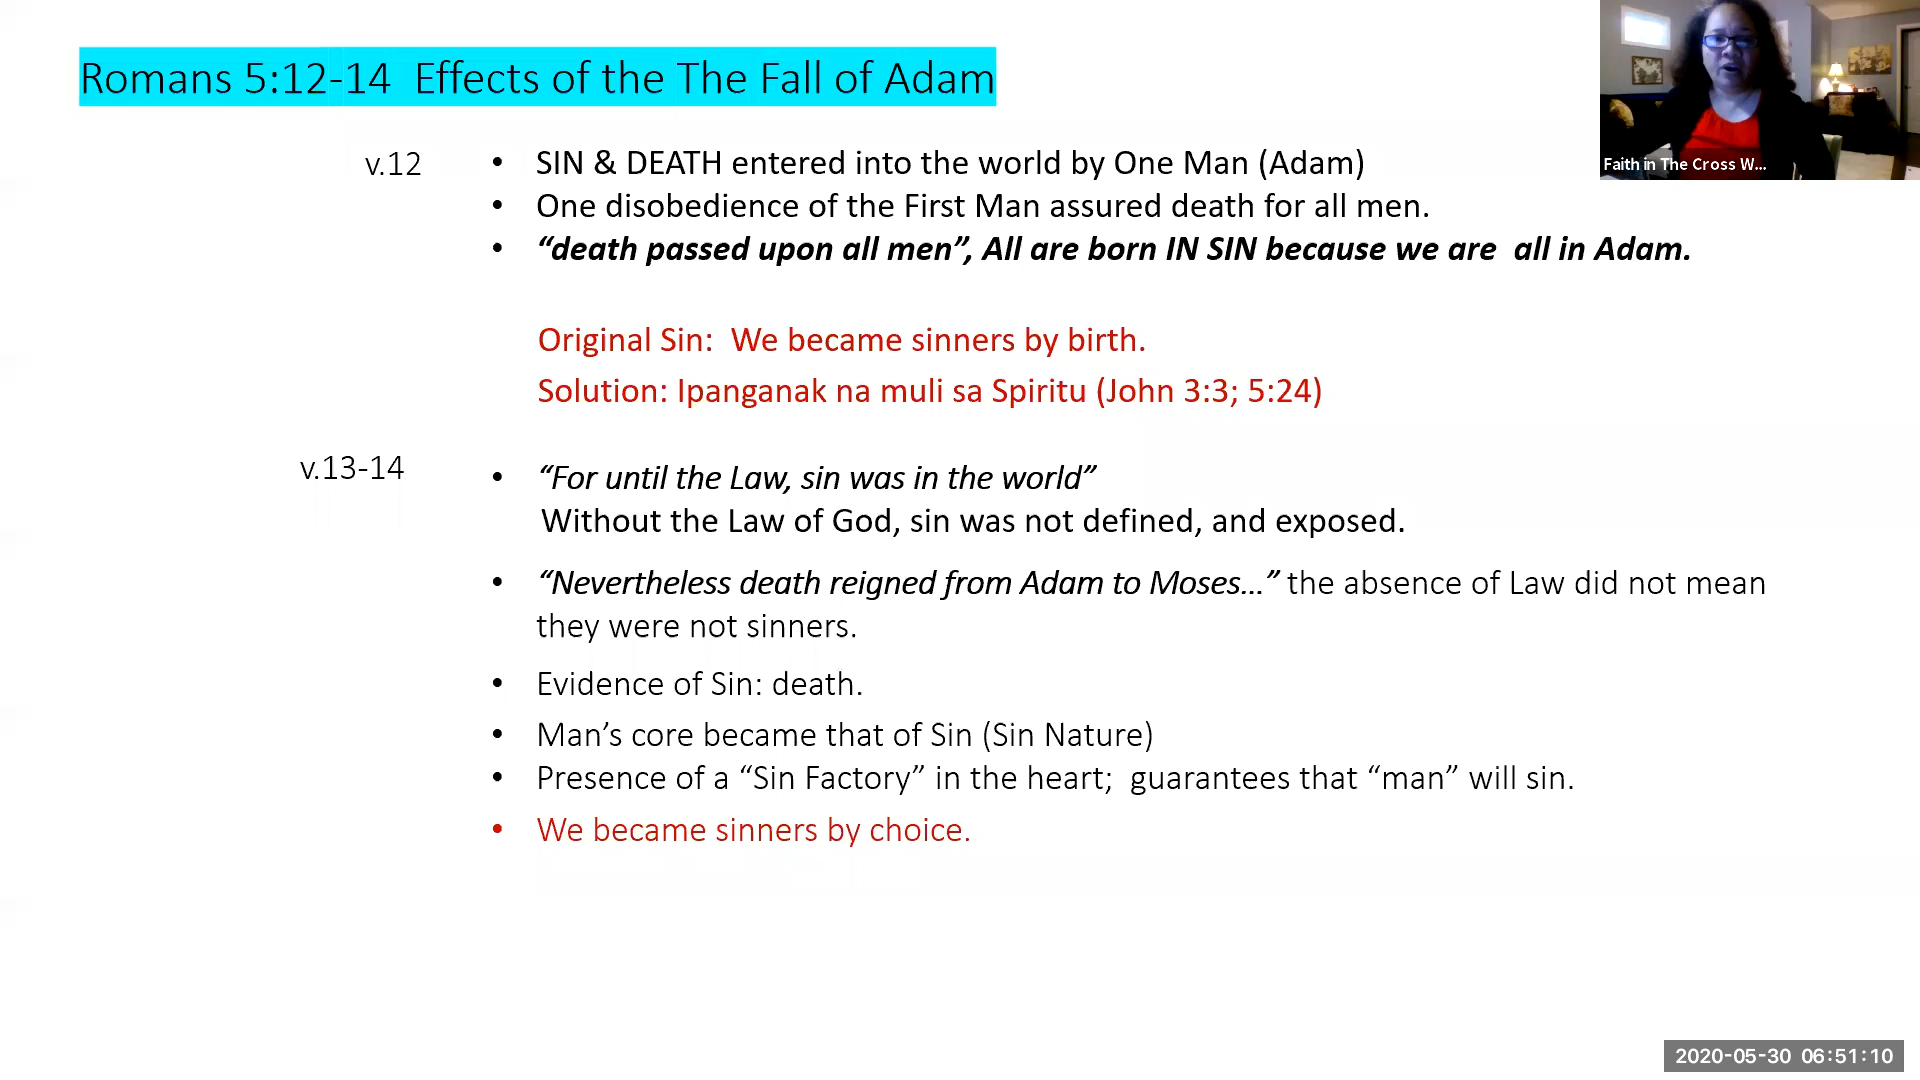 Romans 5:12-14 Effects of the The Fall of Adam
Faith in The Cross W...
v.12
• SIN & DEATH entered into the world by One Man (Adam)
• One disobedience of the First Man assured death for all men.
• “death passed upon all men”, All are born IN SIN because we are all in Adam.
Original Sin: We became sinners by birth.
Solution: Ipanganak na muli sa Spiritu (John 3:3; 5:24)
v.13-14
• “For until the Law, sin was in the world”
Without the Law of God, sin was not defined, and exposed.
• “Nevertheless death reigned from Adam to Moses…” the absence of Law did not mean
they were not sinners.
• Evidence of Sin: death.
• Man’s core became that of Sin (Sin Nature)
• Presence of a “Sin Factory” in the heart; guarantees that “man” will sin.
• We became sinners by choice.
2020-05-30 06:51:10